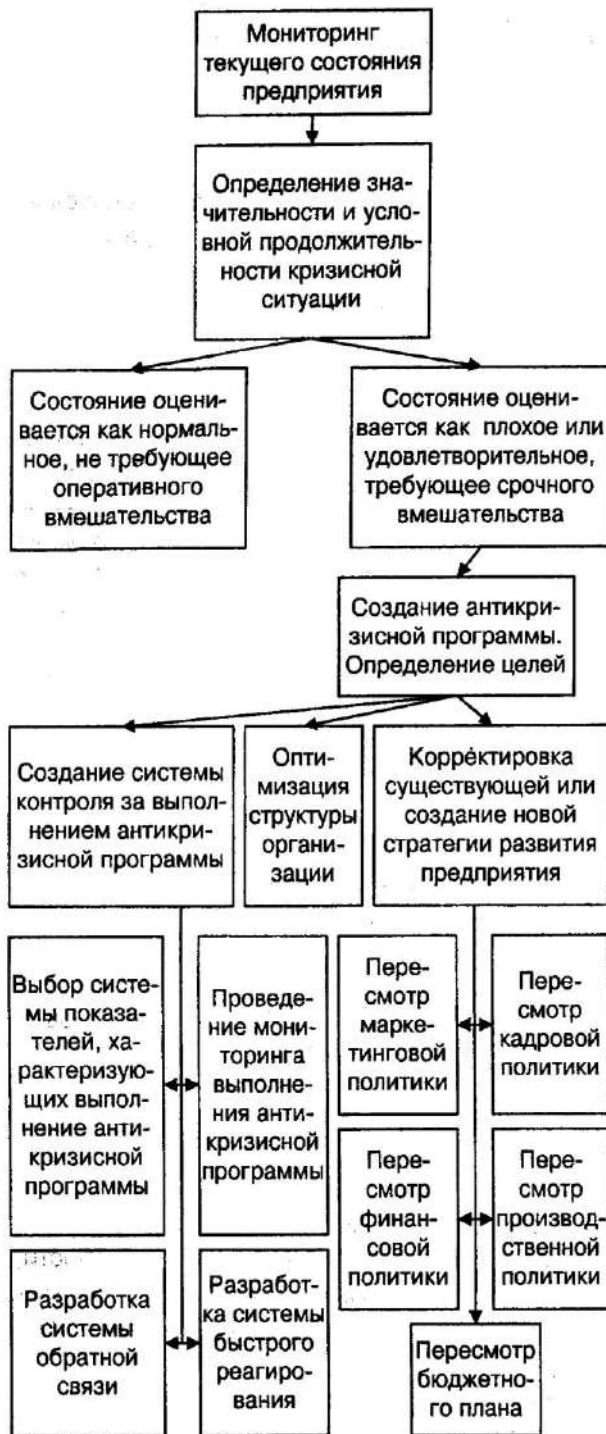 Мониторинг
текущего состояния
предприятия
Определение зна-
чительности и усло-
вной продолжитель-
ности кризисной
ситуации
Состояние оцени-
вается как нормаль-
ное, не требующее
оперативного
вмешательства
Состояние оцени-
вается как плохое или
удовлетворительное,
требующее срочного
вмешательства
Создание антикри-
зисной программы.
Определение целей
Создание системы
контроля за выпол-
нением антикри-
зисной программы
Опти-
мизация
структуры
органи-
зации
Корректировка
существующей или
создание новой
стратегии развития
предприятия
Выбор систе-
мы показа-
телей, ха-
рактеризую-
щих выпол-
нение анти-
кризисной
программы
Проведе-
ние мони-
торинга
выполне-
ния анти-
кризисной
программы
Пере-
смотр
марке-
тинговой
политики
Пере-
смотр
кадровой
политики
Пере-
смотр
финан-
совой
политики
Пере-
смотр
производ-
ственной
политики
Разработка
системы
обратной
связи
Разработ-
ка системы
быстрого
реагиро-
вания
Пересмотр
бюджетно-
го плана